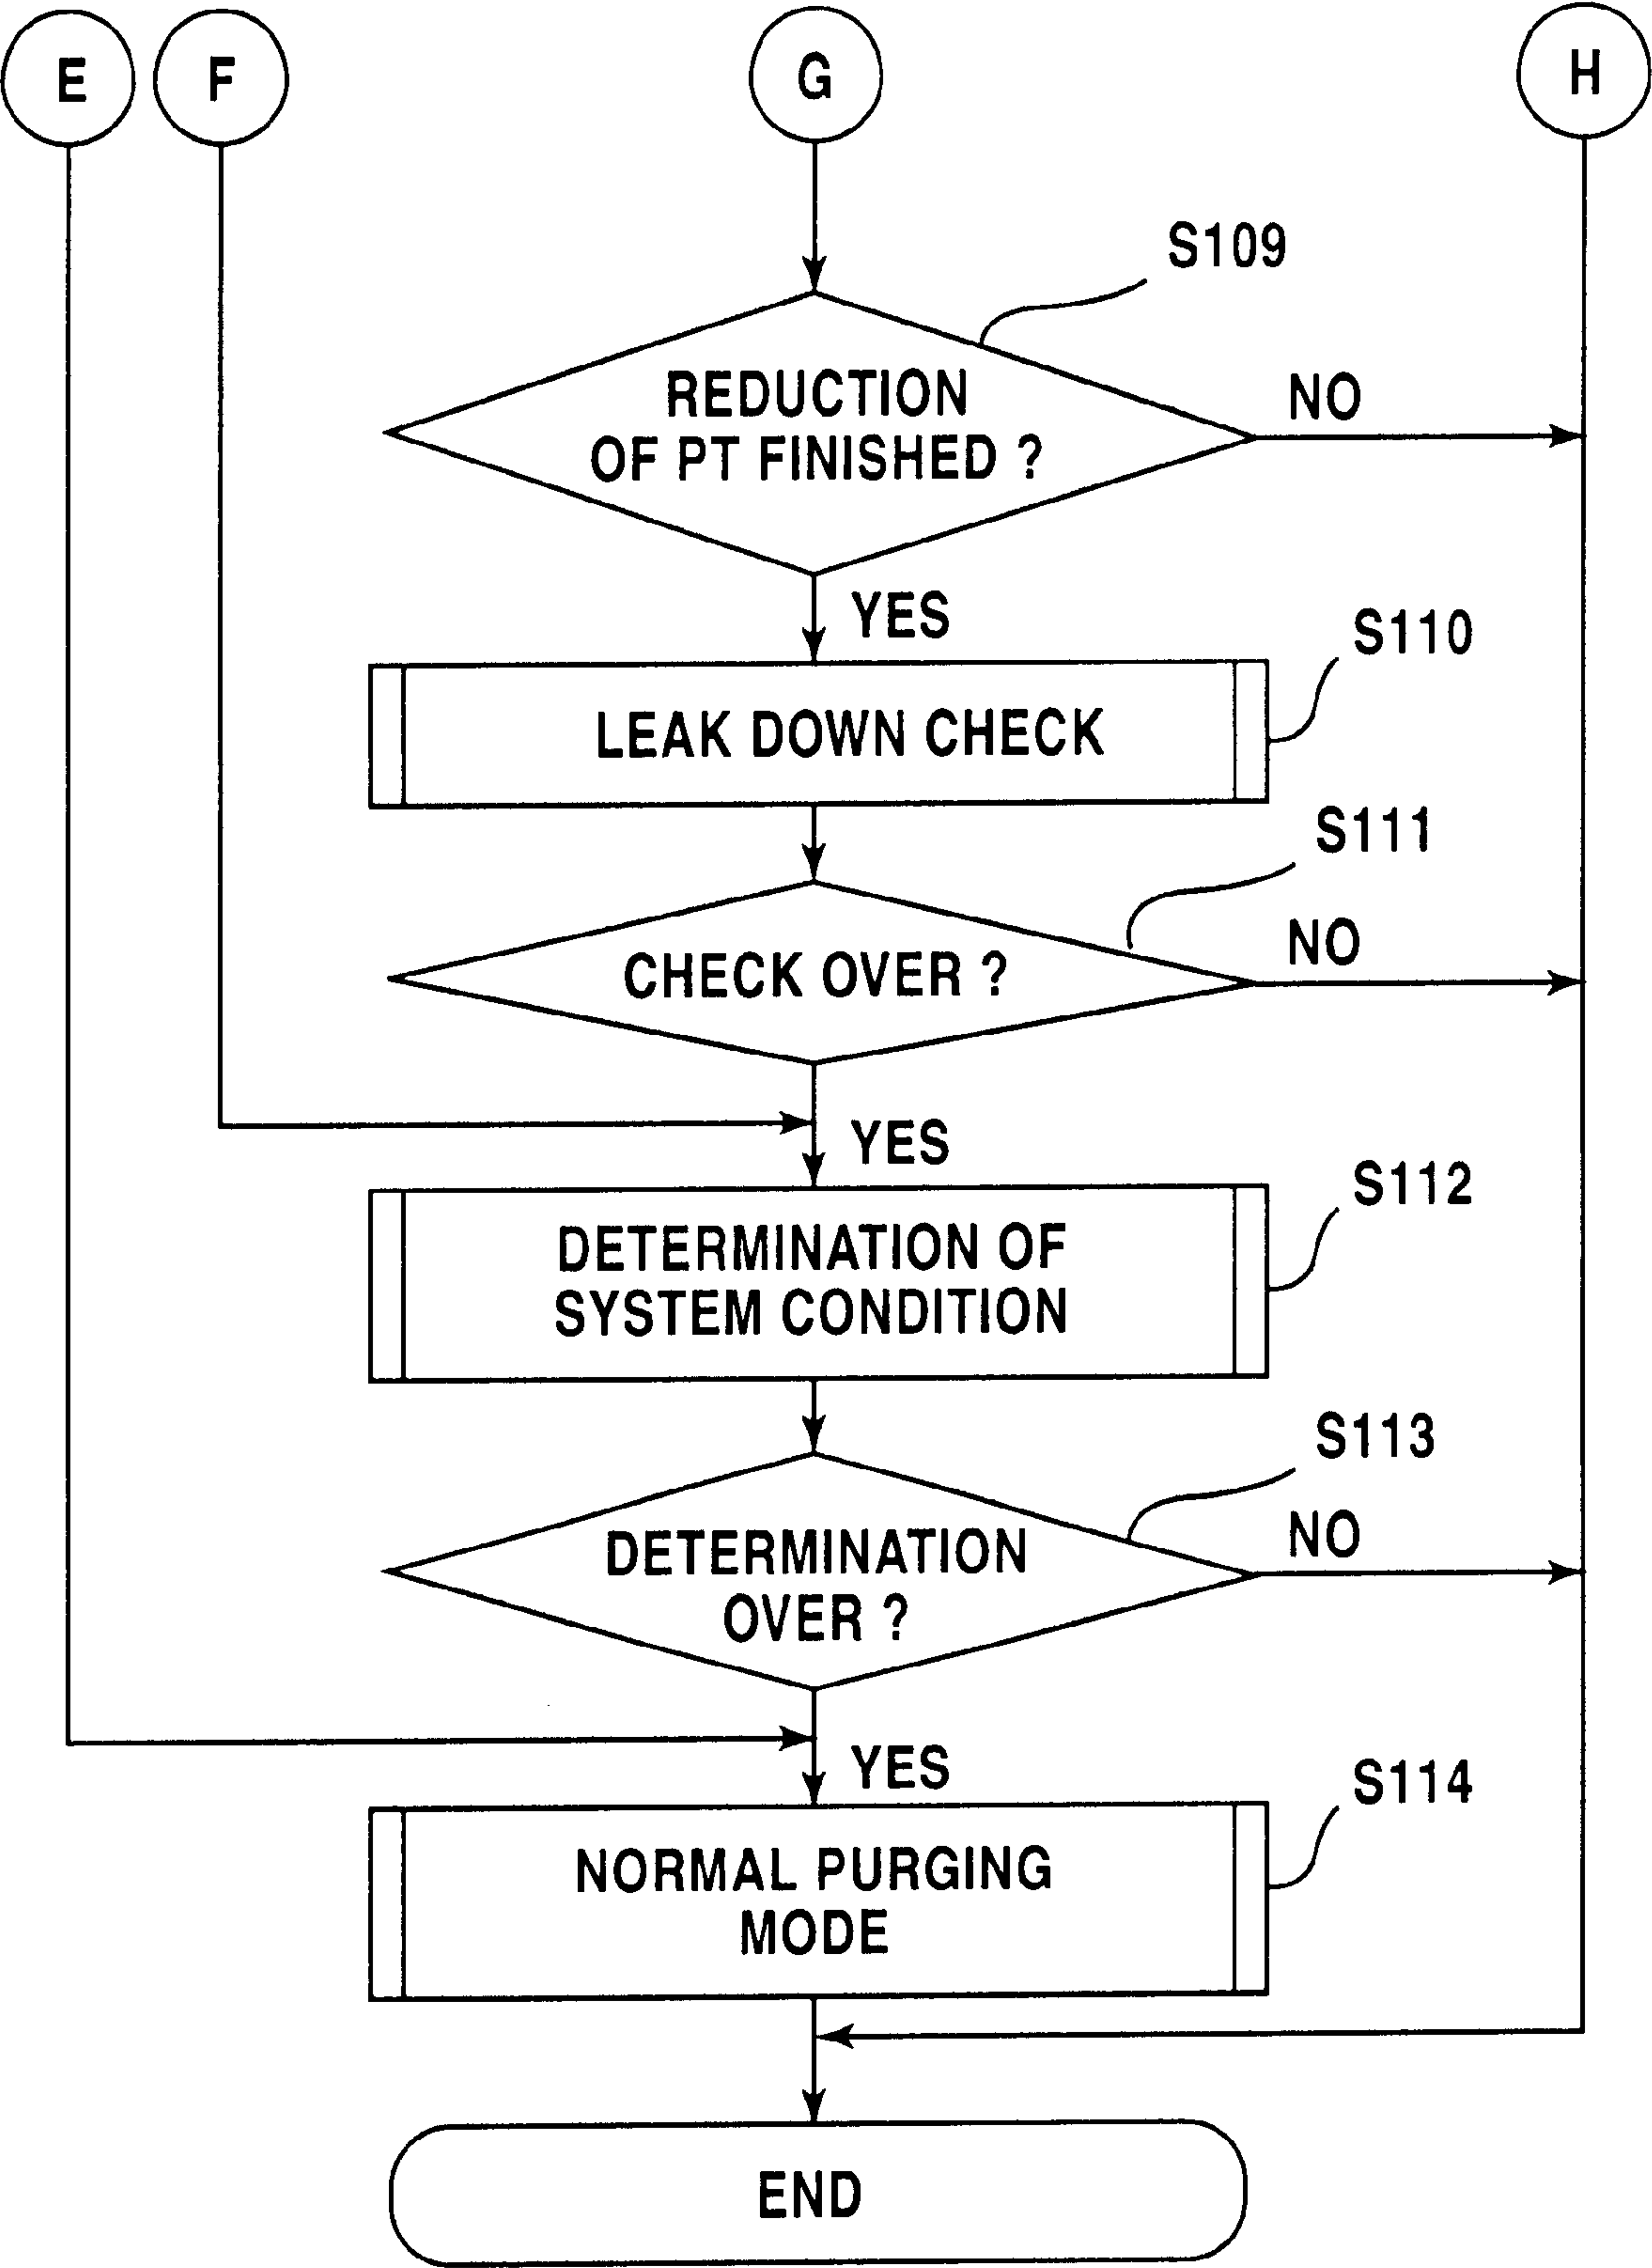 E
F
G
H
S109
REDUCTION
OF PT FINISHED ?
NO
YES
S110
LEAK DOWN CHECK
S111
CHECK OVER ?
NO
YES
S112
DETERMINATION OF
SYSTEM CONDITION
S113
DETERMINATION
OVER ?
NO
YES
S114
NORMAL PURGING
MODE
END